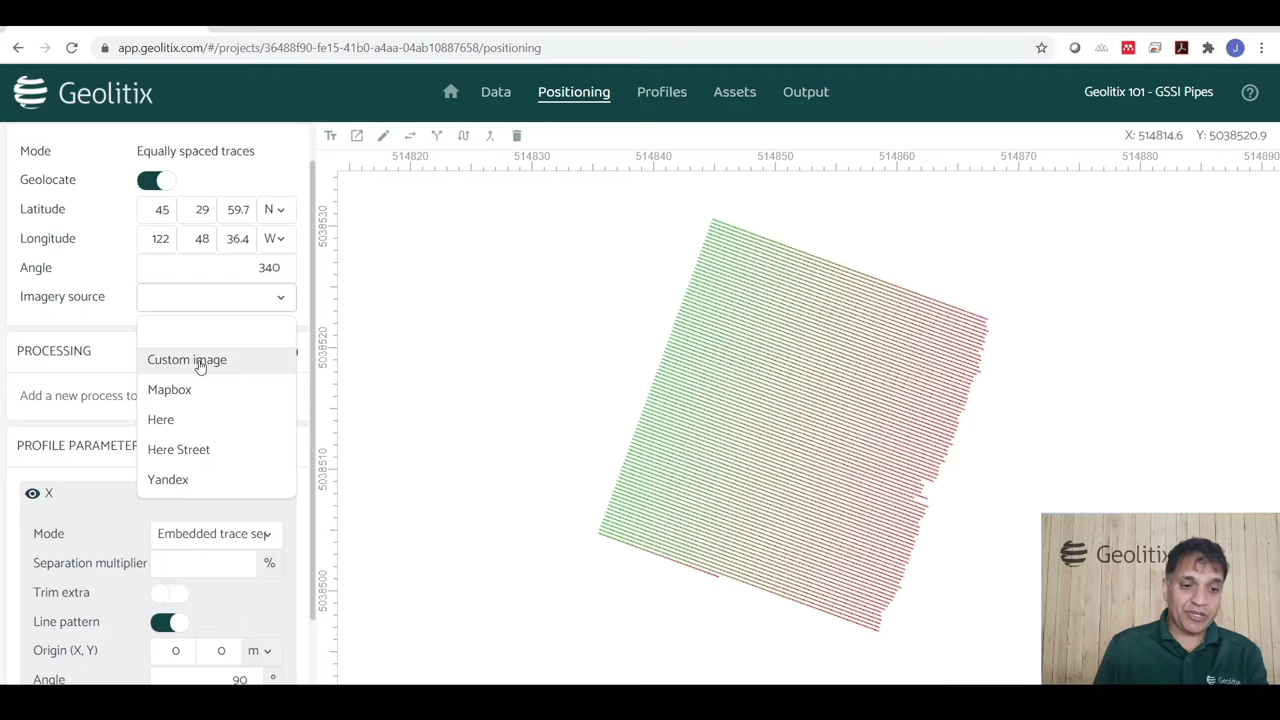 app.geolitix.com/#/projects/36488f90-fe15-41b0-a4aa-04ab10887658/positioning
Geolitix
Data
Positioning
Profiles
Assets
Output
Geolitix 101 - GSSI Pipes
X: 514814.6 Y: 5038520.9
514820 514830 514840 514850 514860 514870 514880 514890
5038530
5038520
5038510
5038500
Mode Equally spaced traces
Geolocate
Latitude 45 29 59.7 N
Longitude 122 48 36.4 W
Angle 340
Imagery source
PROCESSING
Custom image
Mapbox
Add a new process to
Here
PROFILE PARAMETER
Here Street
Yandex
X
Mode Embedded trace sep
Separation multiplier %
Trim extra
Line pattern
Origin (X, Y) 0 0 m
Angle 90 °
Geolitix
Geolitix